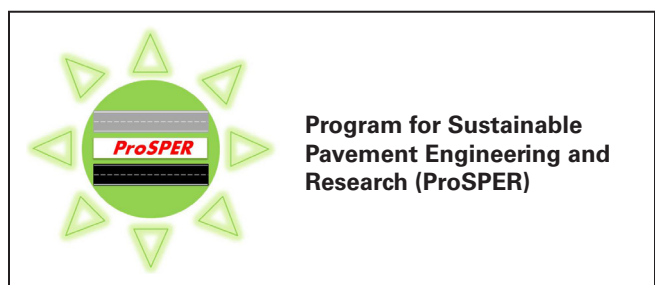 ProSPER
Program for Sustainable
Pavement Engineering and
Research (ProSPER)